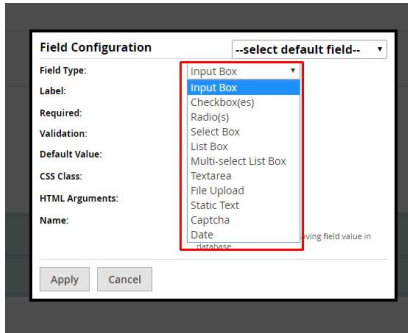 Field Configuration
--select default field--
Field Type:
Input Box
Label:
Required:
Validation:
Default Value:
CSS Class:
HTML Arguments:
Name:
Input Box
Checkbox(es)
Radio(s)
Select Box
List Box
Multi-select List Box
Textarea
File Upload
Static Text
Captcha
Date
aving field value in
database
Apply
Cancel